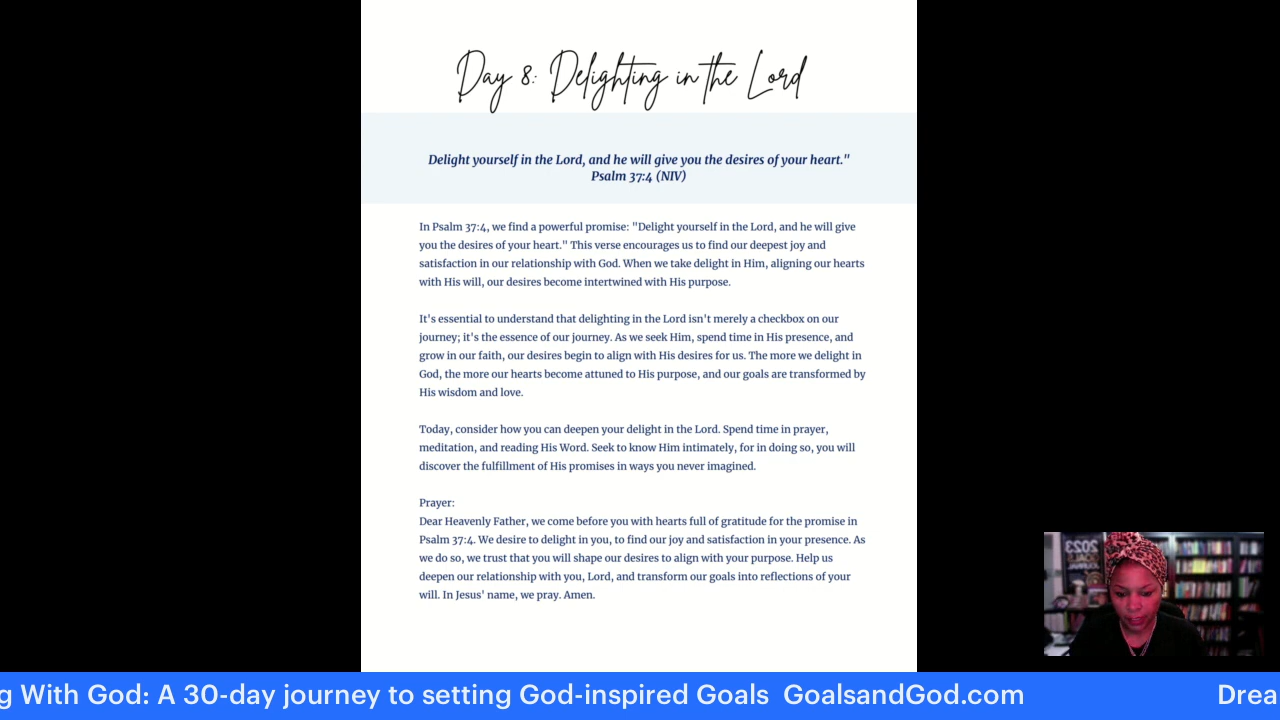 Day 8: Delighting in the Lord
Delight yourself in the Lord, and he will give you the desires of your heart."
Psalm 37:4 (NIV)
In Psalm 37:4, we find a powerful promise: "Delight yourself in the Lord, and he will give
you the desires of your heart." This verse encourages us to find our deepest joy and
satisfaction in our relationship with God. When we take delight in Him, aligning our hearts
with His will, our desires become intertwined with His purpose.
It's essential to understand that delighting in the Lord isn't merely a checkbox on our
journey; it's the essence of our journey. As we seek Him, spend time in His presence, and
grow in our faith, our desires begin to align with His desires for us. The more we delight in
God, the more our hearts become attuned to His purpose, and our goals are transformed by
His wisdom and love.
Today, consider how you can deepen your delight in the Lord. Spend time in prayer,
meditation, and reading His Word. Seek to know Him intimately, for in doing so, you will
discover the fulfillment of His promises in ways you never imagined.
Prayer:
Dear Heavenly Father, we come before you with hearts full of gratitude for the promise in
Psalm 37:4. We desire to delight in you, to find our joy and satisfaction in your presence. As
we do so, we trust that you will shape our desires to align with your purpose. Help us
deepen our relationship with you, Lord, and transform our goals into reflections of your
will. In Jesus' name, we pray. Amen.
2023
g With God: A 30-day journey to setting God-inspired Goals GoalsandGod.com Drea